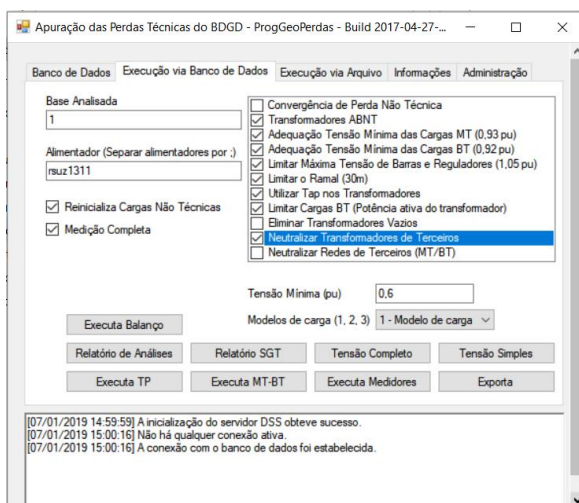 Apuração das Perdas Técnicas do BDGD - ProgGeoPerdas - Build 2017-04-27-...
Banco de Dados Execução via Banco de Dados Execução via Arquivo Informações Administração
Base Analisada
1
Alimentador (Separar alimentadores por ;)
rsuz1311
Reinicializa Cargas Não Técnicas
Medição Completa
Convergência de Perda Não Técnica
Transformadores ABNT
Adequação Tensão Mínima das Cargas MT (0,93 pu)
Adequação Tensão Mínima das Cargas BT (0,92 pu)
Limitar Máxima Tensão de Barras e Reguladores (1,05 pu)
Limitar o Ramal (30m)
Utilizar Tap nos Transformadores
Limitar Cargas BT (Potência ativa do transformador)
Eliminar Transformadores Vazios
Neutralizar Transformadores de Terceiros
Neutralizar Redes de Terceiros (MT/BT)
Tensão Mínima (pu) 0,6
Modelos de carga (1, 2, 3) 1 - Modelo de carga
Executa Balanço
Relatório de Análises Relatório SGT Tensão Completo Tensão Simples
Executa TP Executa MT-BT Executa Medidores Exporta
[07/01/2019 14:59:59] A inicialização do servidor DSS obteve sucesso.
[07/01/2019 15:00:16] Não há qualquer conexão ativa.
[07/01/2019 15:00:16] A conexão com o banco de dados foi estabelecida.